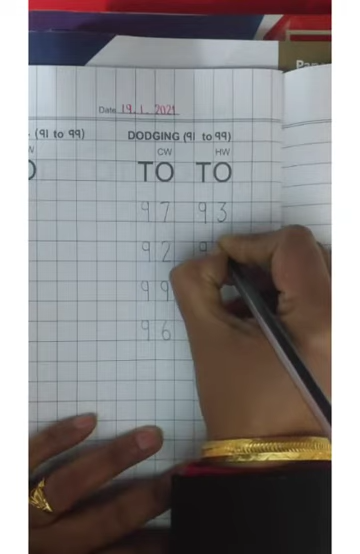 Date 19.1.2021
(91 to 99)
DODGING (91 to 99)
CW HW
TO TO
97 93
92 9
99
96